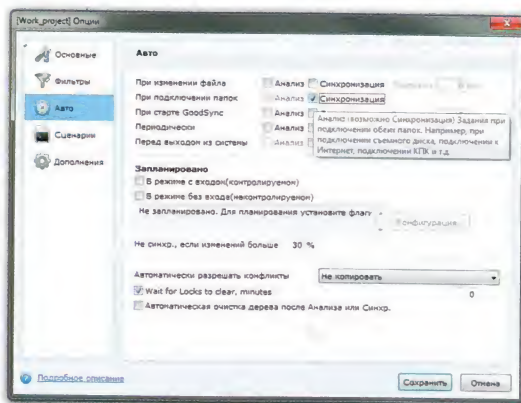 [Work_project] Опции
Основные
Фильтры
Авто
Сценарии
Дополнения
Авто
При изменении файла Анализ Синхронизация
При подключении папок Анализ Синхронизация
При старте GoodSync Анализ
Периодически Анализ
Перед выходом из системы Анализ
Анализ (возможно Синхронизация) Задания при
подключении обеих папок. Например, при
подключении съемного диска, подключении к
Интернет, подключении КПК и т.д.
Запланировано
В режиме с входом(контролируемом)
В режиме без входа(неконтролируемом)
Не запланировано. Для планирования установите флагу
Конфигурация
Не синхр., если изменений больше 30 %
Автоматически разрешать конфликты Не копировать
Wait for Locks to clear, minutes 0
Автоматическая очистка дерева после Анализа или Синхр.
Подробное описание
Сохранить Отмена